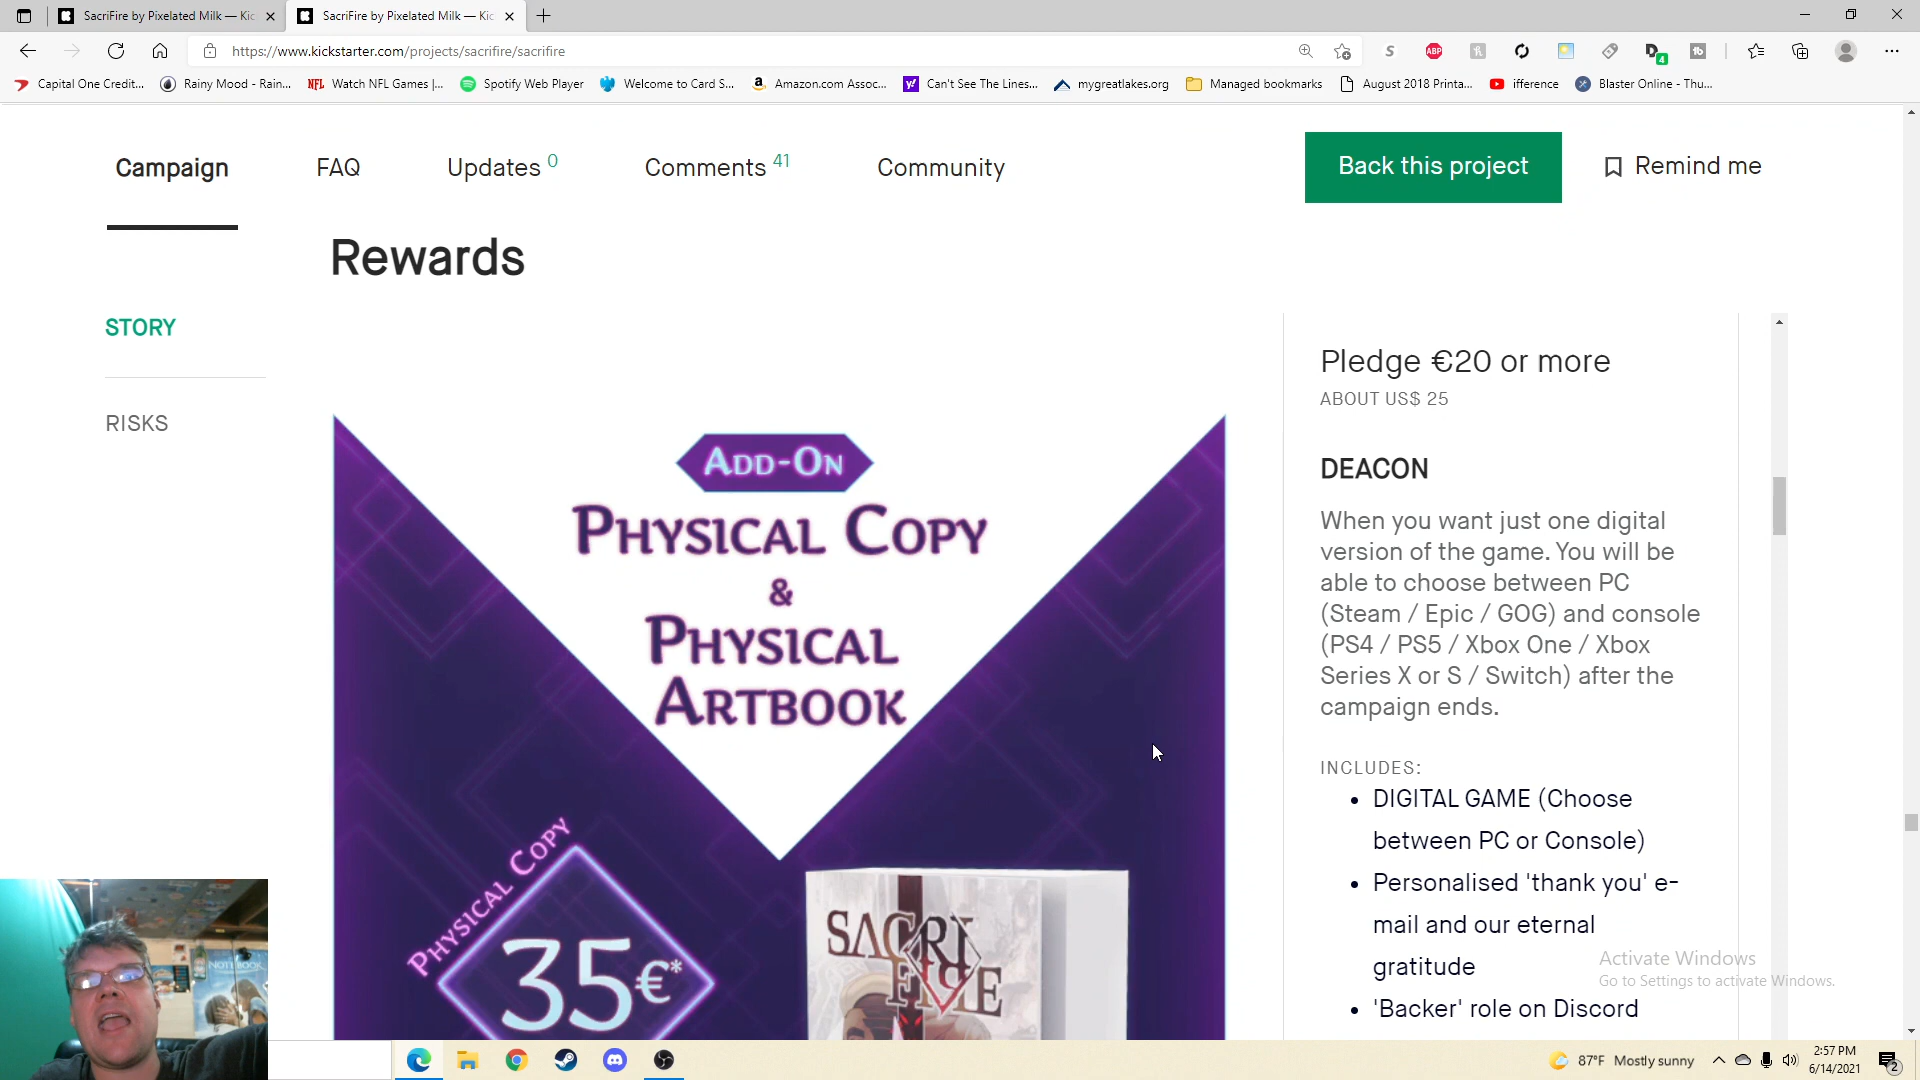 SacriFire by Pixelated Milk — Kic
SacriFire by Pixelated Milk — Kic
https://www.kickstarter.com/projects/sacrifire/sacrifire
S
ABP
D
4
tb
Capital One Credit...
Rainy Mood - Rain...
NFL
Watch NFL Games |...
Spotify Web Player
Welcome to Card S...
Amazon.com Assoc...
Can't See The Lines...
mygreatlakes.org
Managed bookmarks
August 2018 Printa...
ifference
Blaster Online - Thu...
Campaign
FAQ
Updates 0
Comments 41
Community
Back this project
Remind me
Rewards
STORY
RISKS
ADD-ON
PHYSICAL COPY
&
PHYSICAL
ARTBOOK
PHYSICAL COPY
35€*
SACRI
FIRE
Pledge €20 or more
ABOUT US$ 25
DEACON
When you want just one digital
version of the game. You will be
able to choose between PC
(Steam / Epic / GOG) and console
(PS4 / PS5 / Xbox One / Xbox
Series X or S / Switch) after the
campaign ends.
INCLUDES:
• DIGITAL GAME (Choose
between PC or Console)
• Personalised 'thank you' e-
mail and our eternal
gratitude
• 'Backer' role on Discord
Activate Windows
Go to Settings to activate Windows.
NOTEBOOK
87°F Mostly sunny
2:57 PM
6/14/2021
2